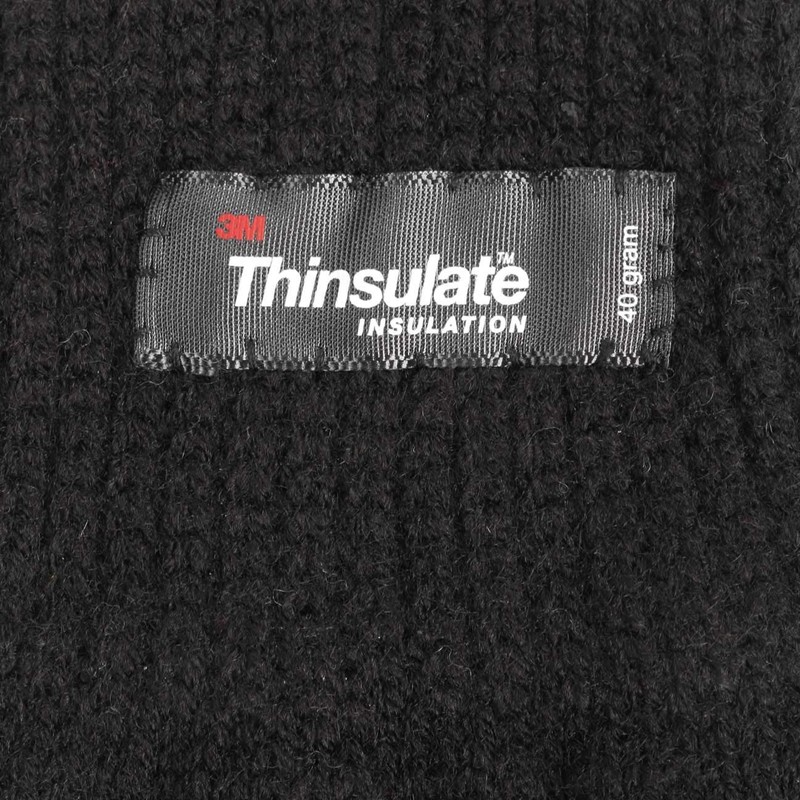 3M
Thinsulate™
INSULATION
40 gram